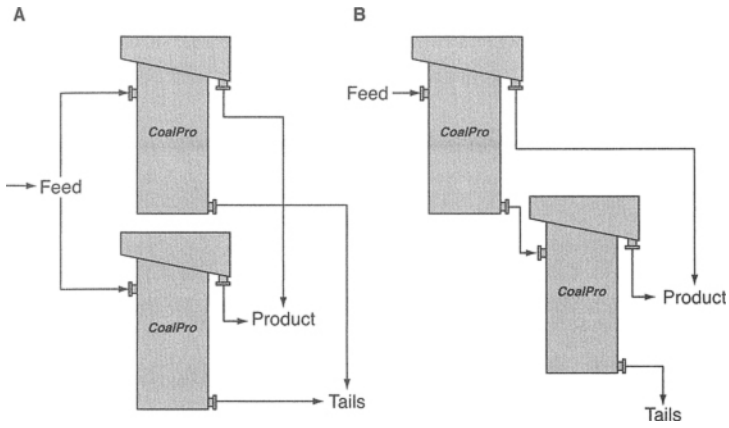 A
CoalPro
Feed
CoalPro
Product
Tails
B
Feed
CoalPro
CoalPro
Product
Tails